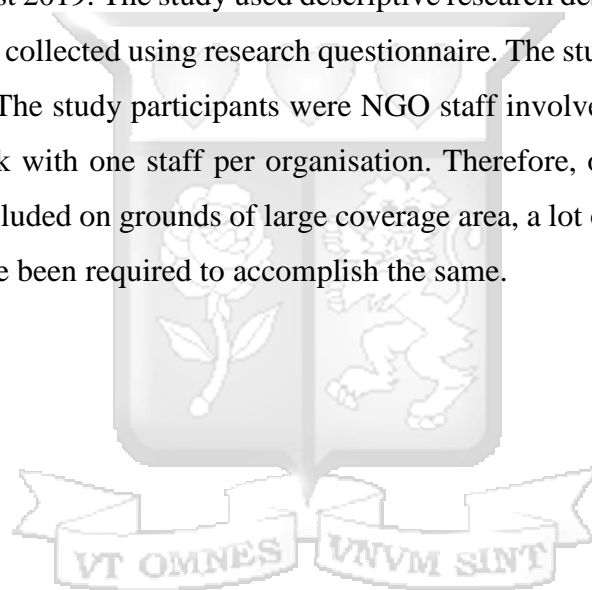 st 2019. The study used descriptive research des
collected using research questionnaire. The stu
The study participants were NGO staff involve
k with one staff per organisation. Therefore, o
luded on grounds of large coverage area, a lot o
e been required to accomplish the same.
VT OMNES VNVM SINT